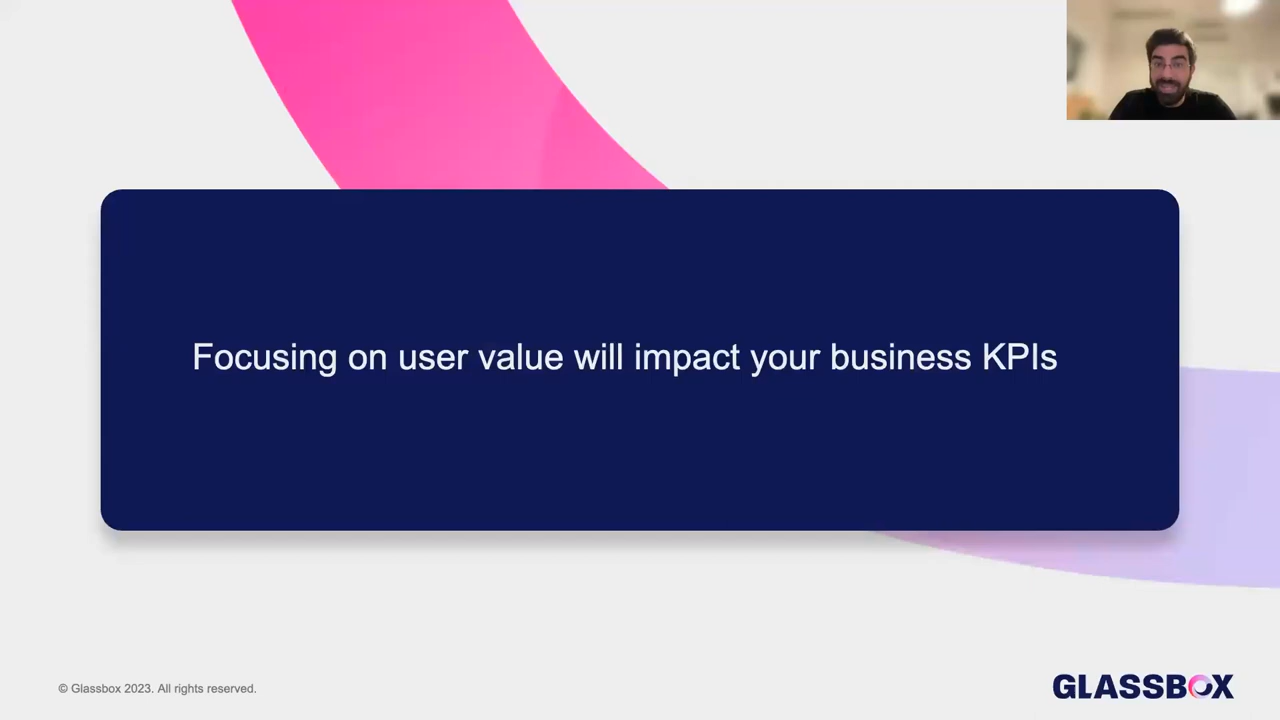 Focusing on user value will impact your business KPIs
© Glassbox 2023. All rights reserved.
GLASSBOX